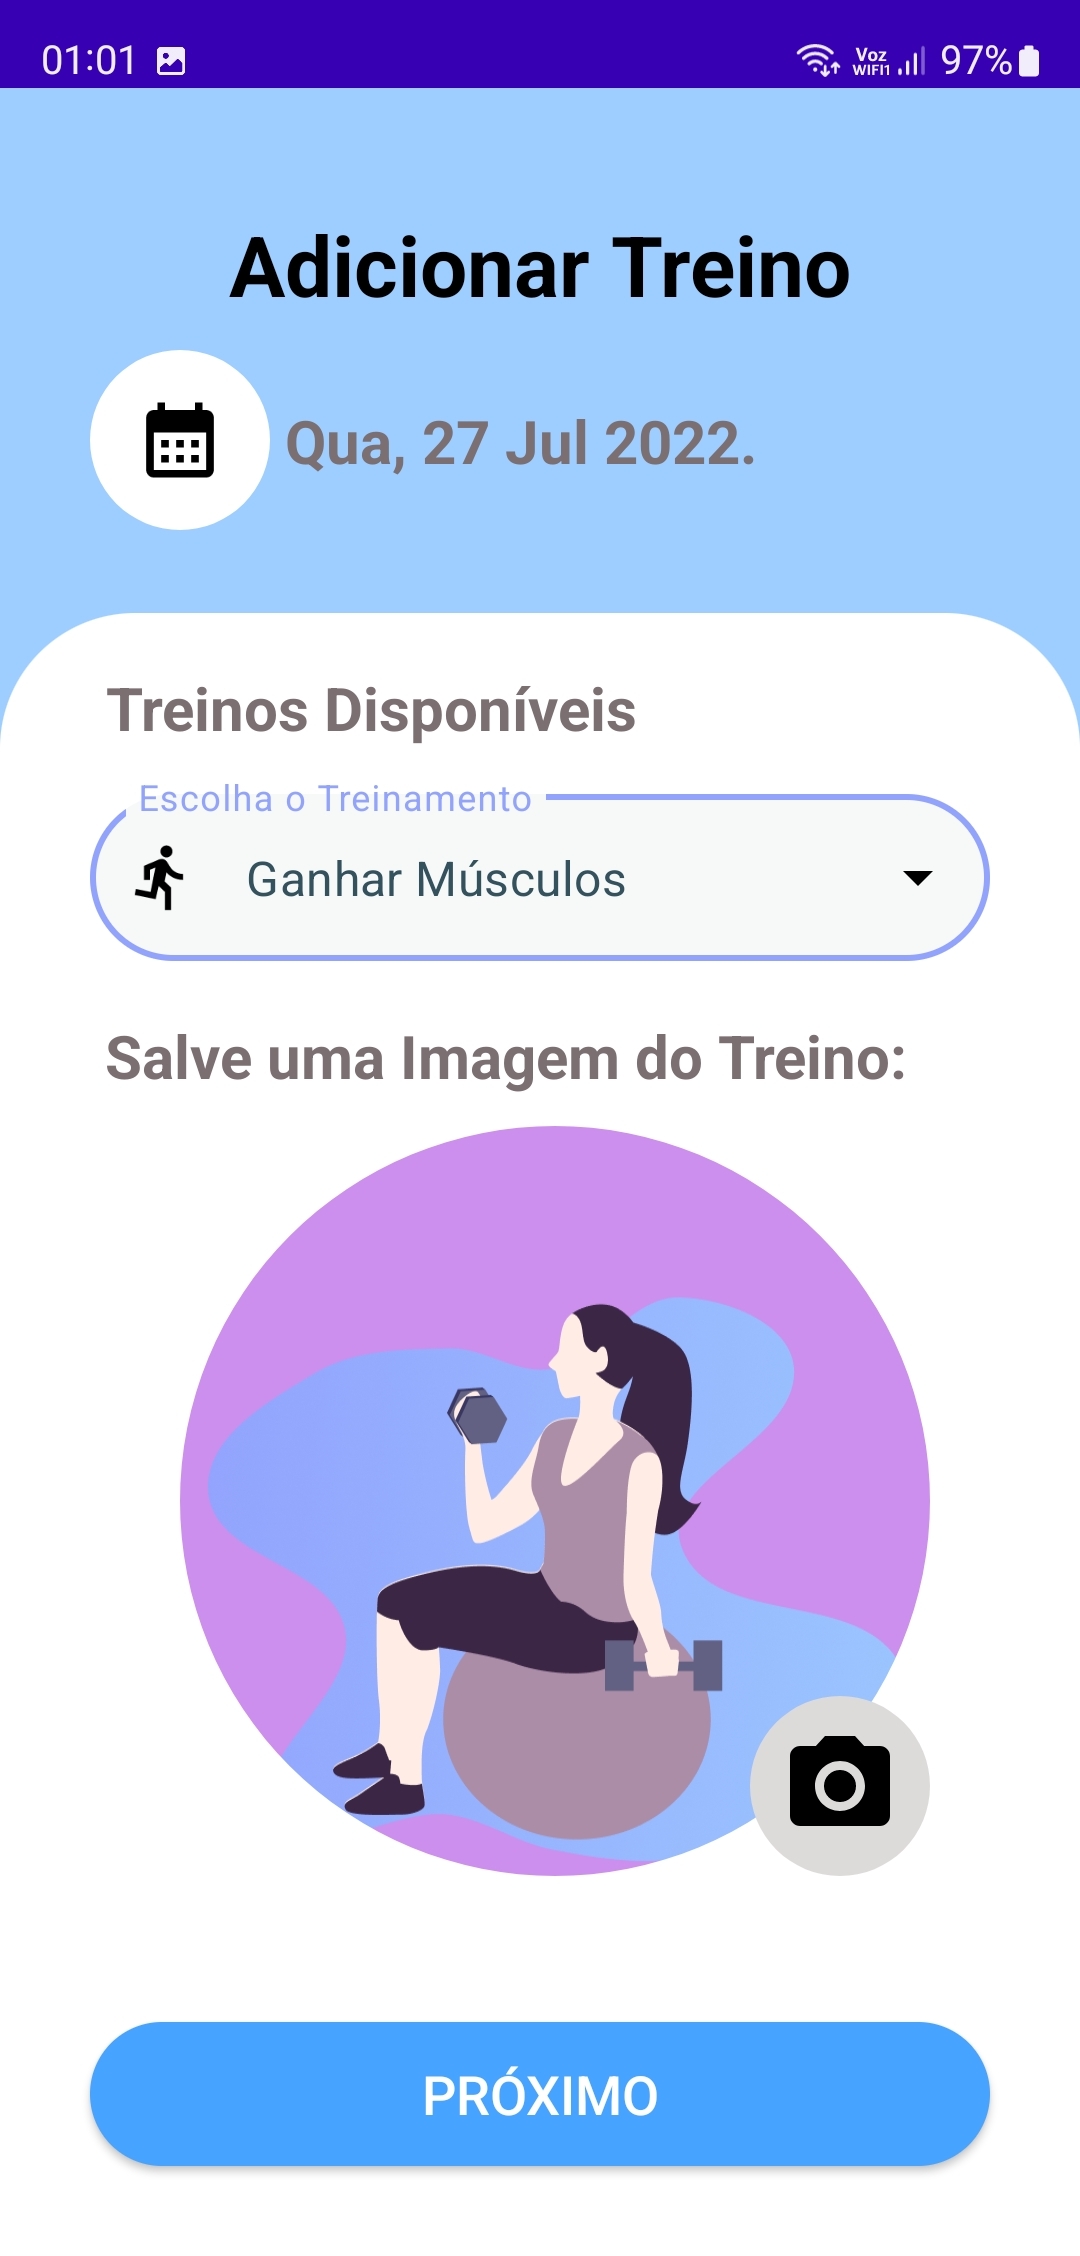 01:01
Voz
WIFI1
97%
Adicionar Treino
Qua, 27 Jul 2022.
Treinos Disponíveis
Escolha o Treinamento
Ganhar Músculos
Salve uma Imagem do Treino:
PRÓXIMO